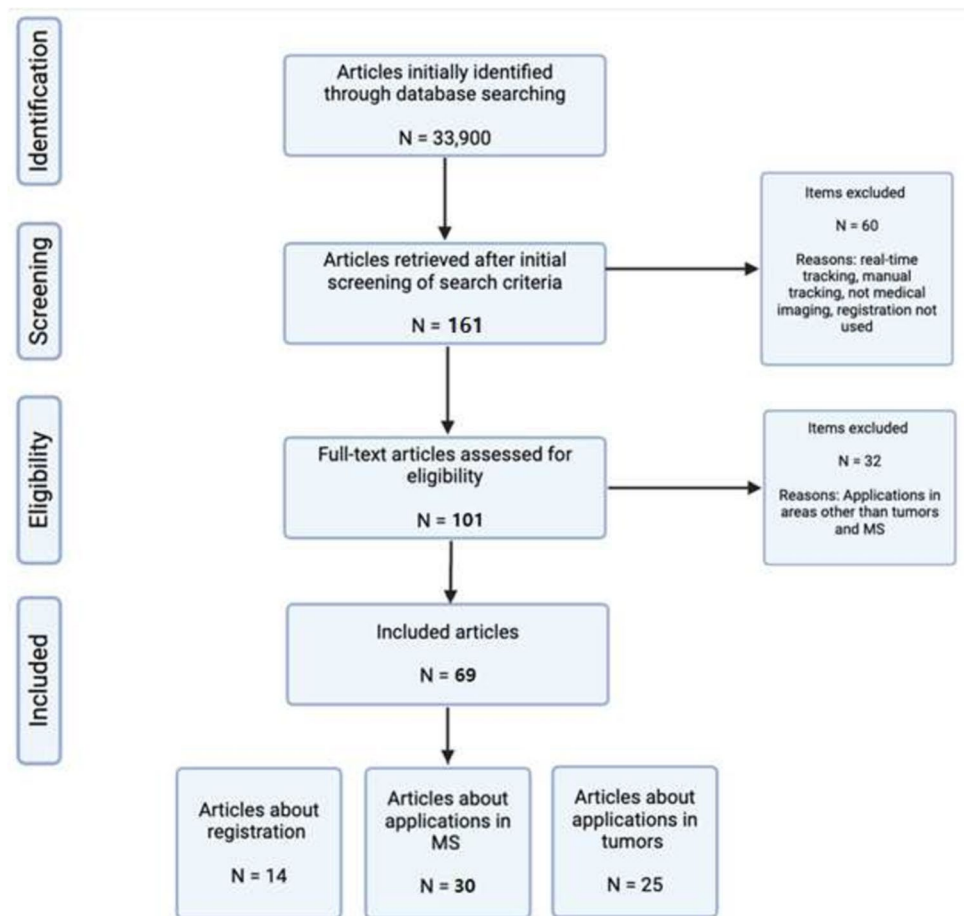 Identification
Articles initially identified
through database searching
N = 33,900
Screening
Articles retrieved after initial
screening of search criteria
N = 161
Items excluded
N = 60
Reasons: real-time
tracking, manual
tracking, not medical
imaging, registration not
used
Eligibility
Full-text articles assessed for
eligibility
N = 101
Items excluded
N = 32
Reasons: Applications in
areas other than tumors
and MS
Included
Included articles
N = 69
Articles about
registration
N = 14
Articles about
applications in
MS
N = 30
Articles about
applications in
tumors
N = 25